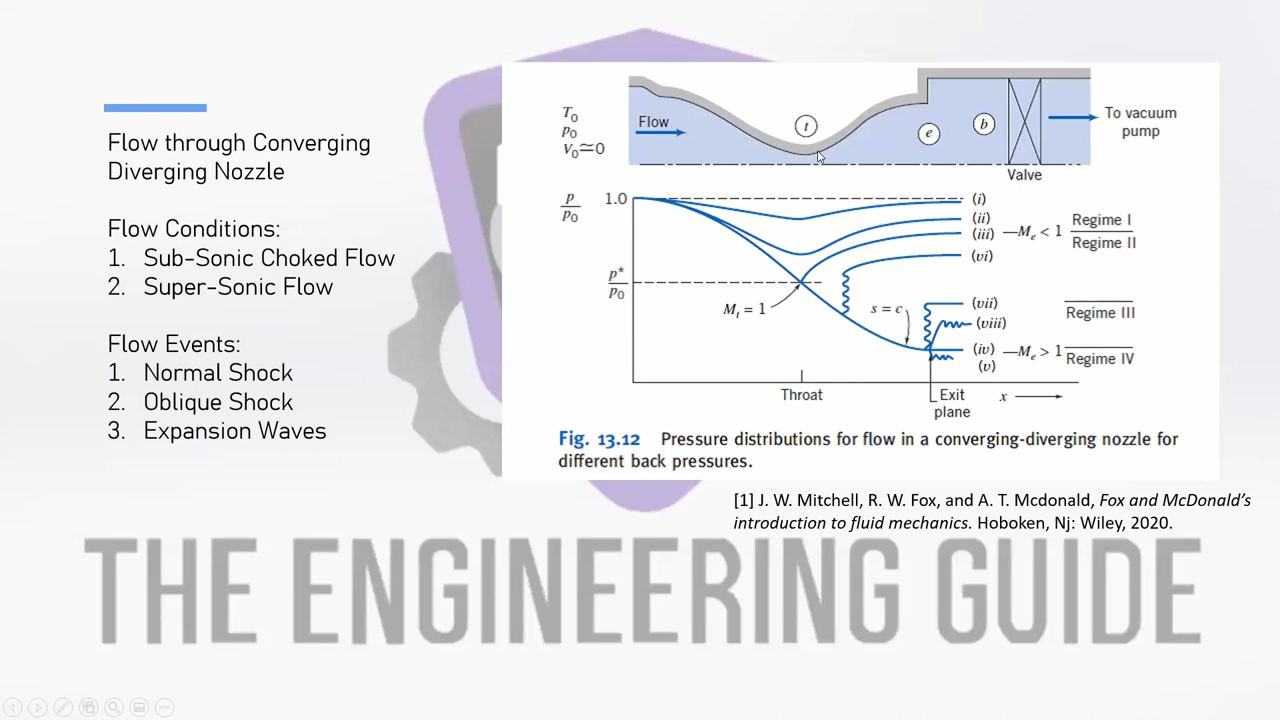 Flow through Converging
Diverging Nozzle
Flow Conditions:
1. Sub-Sonic Choked Flow
2. Super-Sonic Flow
Flow Events:
1. Normal Shock
2. Oblique Shock
3. Expansion Waves
T0
p0
V0≃0
Flow
t
e
b
To vacuum
pump
Valve
p/p0
1.0
p*/p0
Mt = 1
s = c
(i)
(ii)
(iii) —Me < 1
Regime I
Regime II
(vi)
(vii)
(viii)
Regime III
(iv) —Me > 1
(v)
Regime IV
Throat
Exit
plane
x
Fig. 13.12 Pressure distributions for flow in a converging-diverging nozzle for
different back pressures.
[1] J. W. Mitchell, R. W. Fox, and A. T. Mcdonald, Fox and McDonald's
introduction to fluid mechanics. Hoboken, Nj: Wiley, 2020.
THE ENGINEERING GUIDE